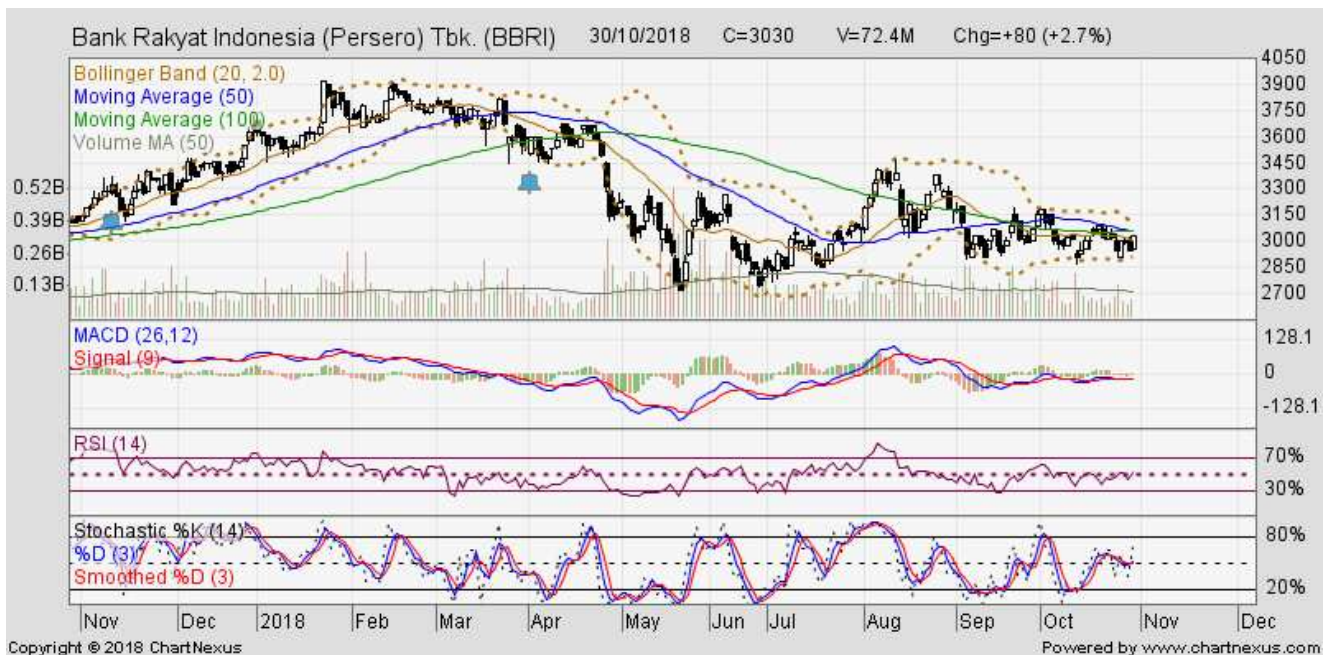 Bank Rakyat Indonesia (Persero) Tbk. (BBRI) 30/10/2018 C=3030 V=72.4M Chg=+80 (+2.7%)
Bollinger Band (20, 2.0)
Moving Average (50)
Moving Average (100)
Volume MA (50)
0.52B
0.39B
0.26B
0.13B
4050
3900
3750
3600
3450
3300
3150
3000
2850
2700
MACD (26,12)
Signal (9)
128.1
0
-128.1
RSI (14)
70%
30%
Stochastic %K (14)
%D (3)
Smoothed %D (3)
80%
20%
Nov Dec 2018 Feb Mar Apr May Jun Jul Aug Sep Oct Nov Dec
Copyright © 2018 ChartNexus Powered by www.chartnexus.com